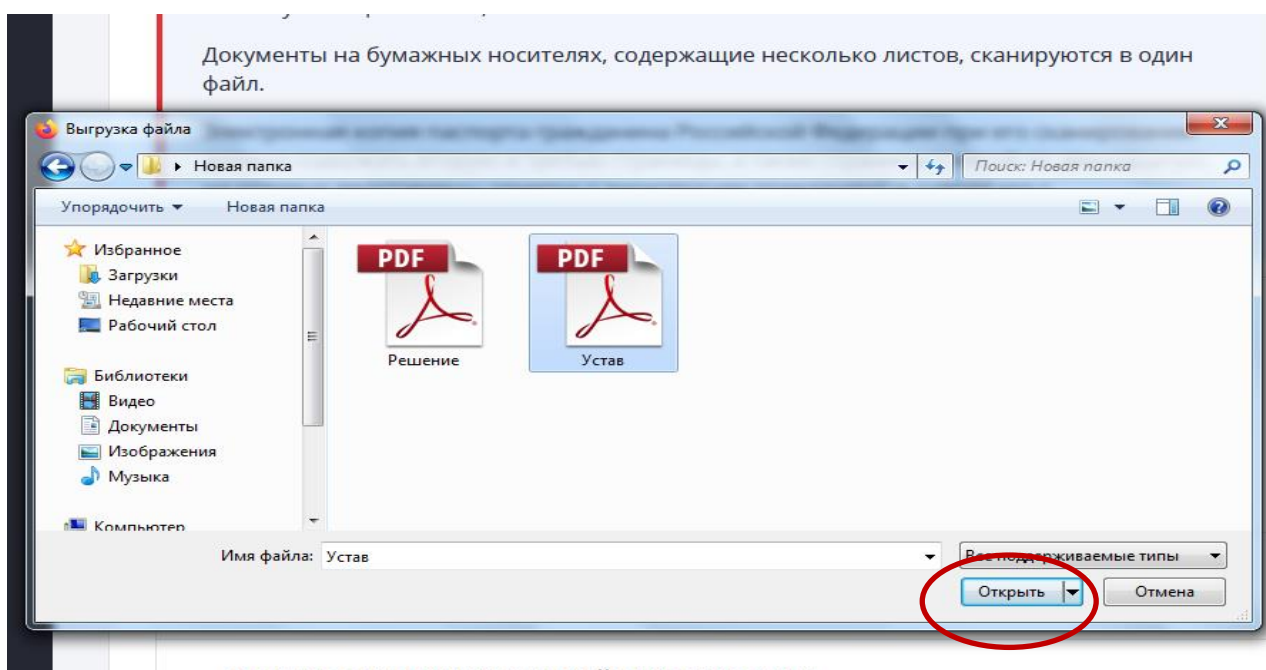 Документы на бумажных носителях, содержащие несколько листов, сканируются в один
файл.
Выгрузка файла
Новая папка
Поиск: Новая папка
Упорядочить
Новая папка
Избранное
Загрузки
Недавние места
Рабочий стол
Библиотеки
Видео
Документы
Изображения
Музыка
Компьютер
PDF
PDF
Решение
Устав
Имя файла: Устав
Все поддерживаемые типы
Открыть
Отмена